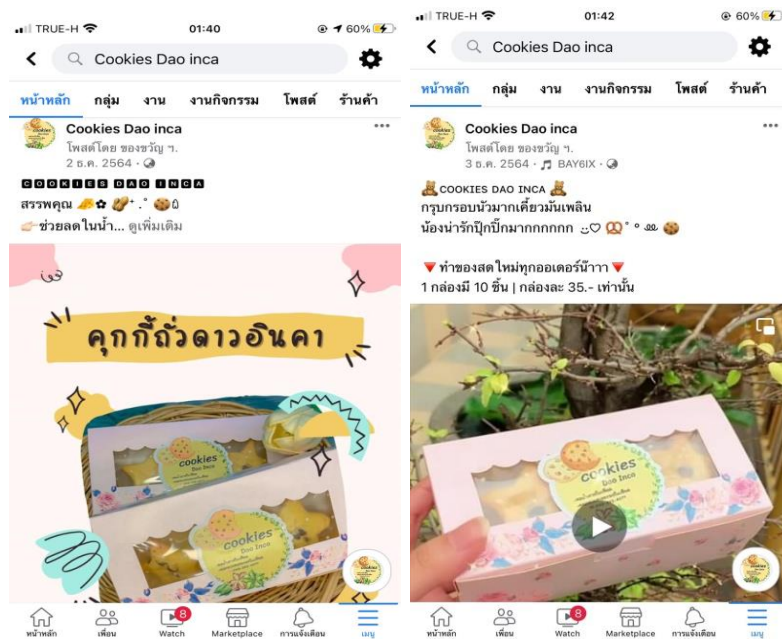 TRUE-H
01:40
60%
Cookies Dao inca
หน้าหลัก กลุ่ม งาน งานกิจกรรม โพสต์ ร้านค้า
Cookies Dao inca
โพสต์โดย ของขวัญ ฯ.
2 ธ.ค. 2564 ·
COOKIES DAO INCA
สรรพคุณ
ช่วยลดในน้ำ... ดูเพิ่มเติม
คุกกี้ถั่วดาวอินคา
cookies
Dao Inca
cookies
Dao Inca
หน้าหลัก เพื่อน Watch 8 Marketplace การแจ้งเตือน เมนู
TRUE-H
01:42
60%
Cookies Dao inca
หน้าหลัก กลุ่ม งาน งานกิจกรรม โพสต์ ร้านค้า
Cookies Dao inca
โพสต์โดย ของขวัญ ฯ.
3 ธ.ค. 2564 · BAY6IX ·
COOKIES DAO INCA
กรุบกรอบนัวมากเคี้ยวมันเพลิน
น้องน่ารักปุ๊กปิ๊กมากกกกกก
🔻 ทำของสด ใหม่ทุกออเดอร์น๊าาา 🔻
1 กล่องมี 10 ชิ้น | กล่องละ 35.- เท่านั้น
cookies
Dao Inca
หน้าหลัก เพื่อน Watch 8 Marketplace การแจ้งเตือน เมนู